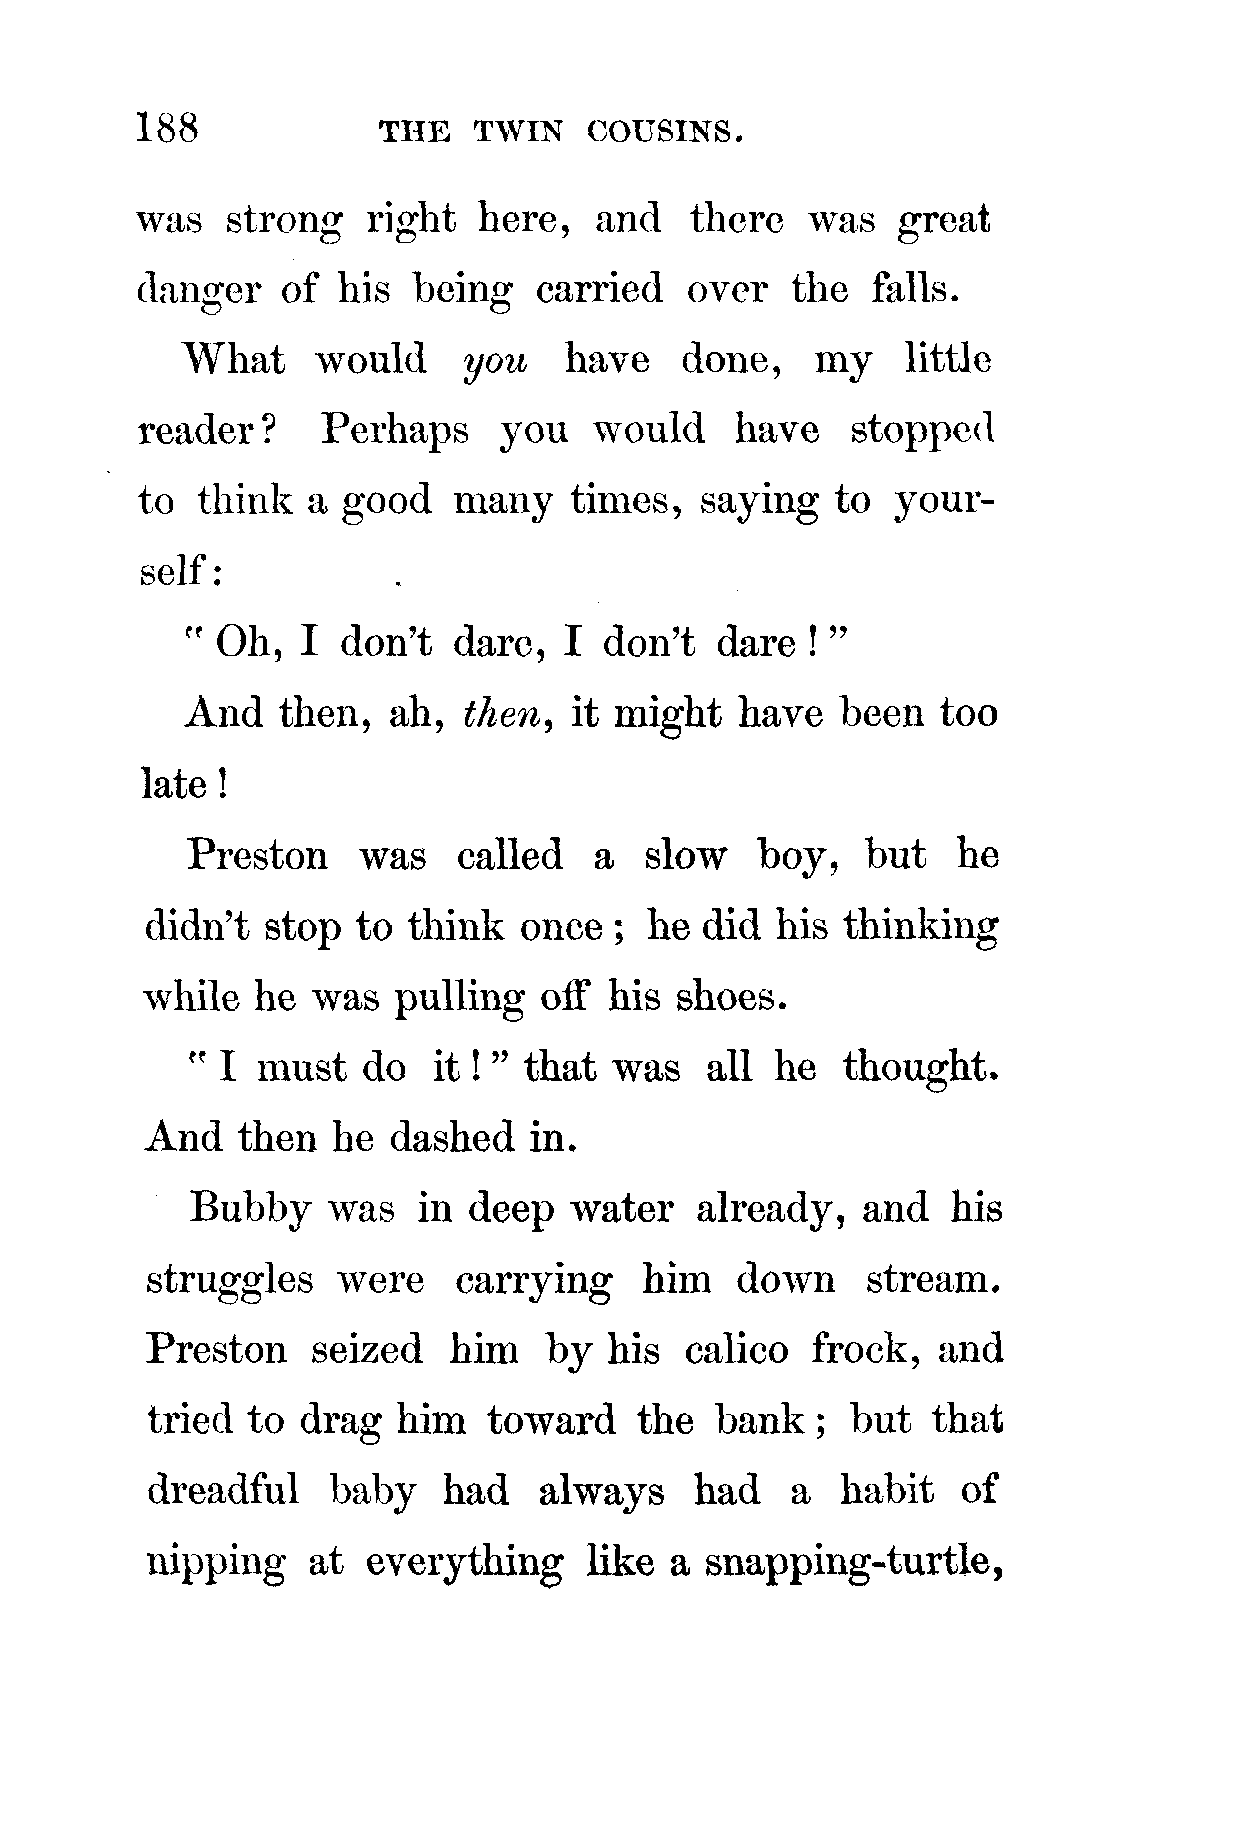 188 THE TWIN COUSINS.
was strong right here, and there was great
danger of his being carried over the falls.
What would you have done, my little
reader? Perhaps you would have stopped
to think a good many times, saying to your-
self:
"Oh, I don't dare, I don't dare!"
And then, ah, then, it might have been too
late!
Preston was called a slow boy, but he
didn't stop to think once; he did his thinking
while he was pulling off his shoes.
"I must do it!" that was all he thought.
And then he dashed in.
Bubby was in deep water already, and his
struggles were carrying him down stream.
Preston seized him by his calico frock, and
tried to drag him toward the bank; but that
dreadful baby had always had a habit of
nipping at everything like a snapping-turtle,